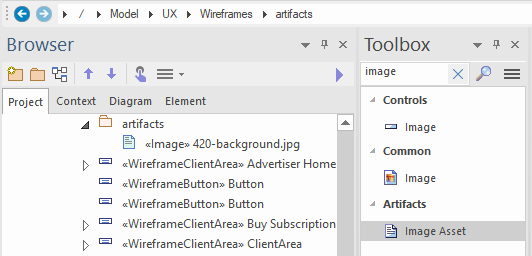 / Model UX Wireframes artifacts
Browser
Toolbox
image
Project Context Diagram Element
artifacts
«Image» 420-background.jpg
«WireframeClientArea» Advertiser Home
«WireframeButton» Button
«WireframeButton» Button
«WireframeClientArea» Buy Subscription
«WireframeClientArea» ClientArea
Controls
Image
Common
Image
Artifacts
Image Asset